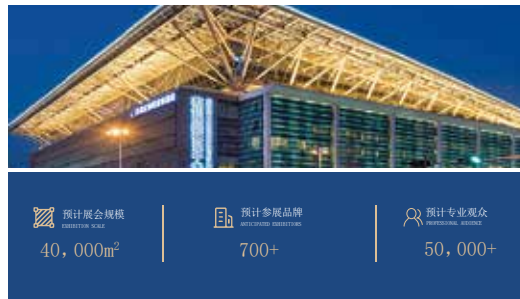 预计展会规模
EXHIBITION SCALE
40,000m²
预计参展品牌
ANTICIPATED EXHIBITORS
700+
预计专业观众
PROFESSIONAL AUDIENCE
50,000+